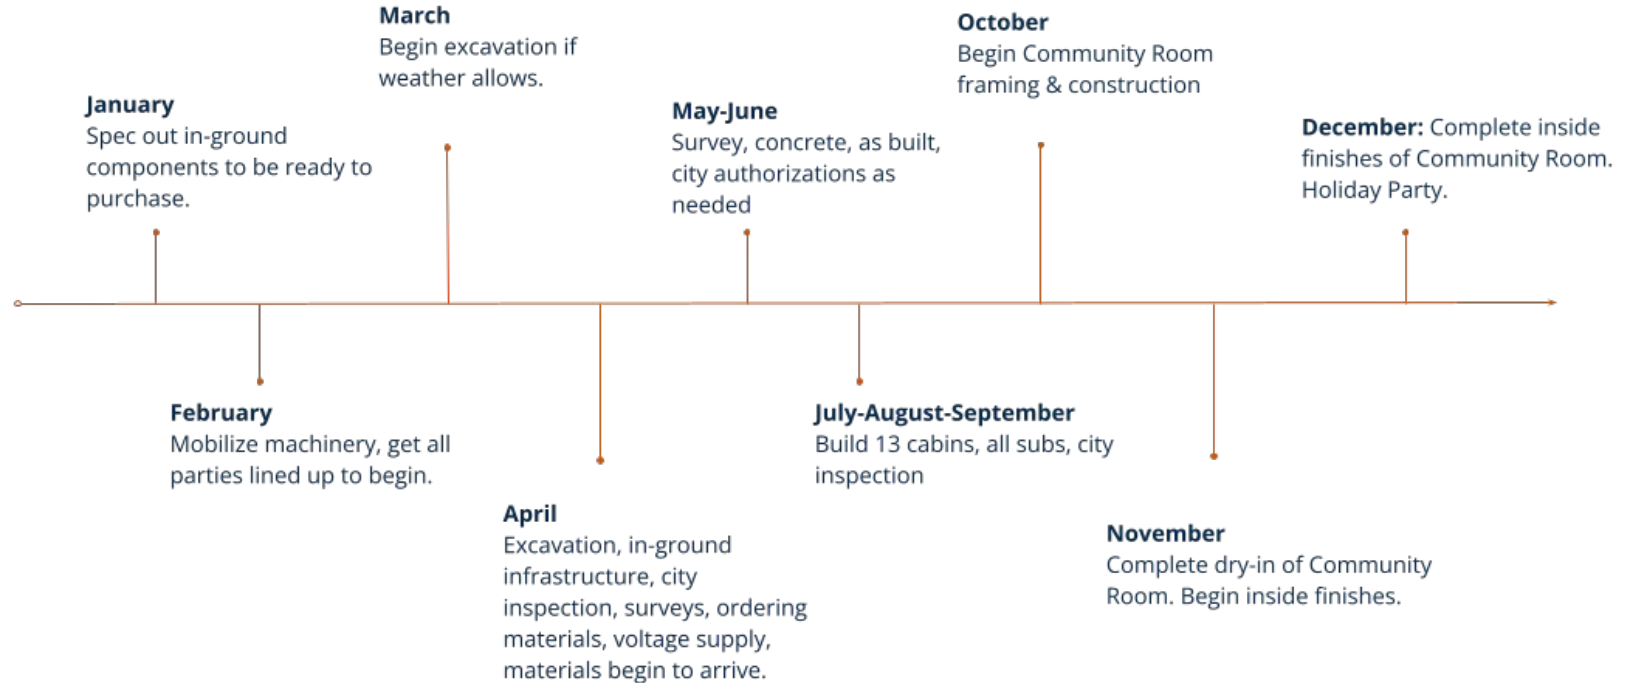 March
Begin excavation if
weather allows.
October
Begin Community Room
framing & construction
January
Spec out in-ground
components to be ready to
purchase.
May-June
Survey, concrete, as built,
city authorizations as
needed
December: Complete inside
finishes of Community Room.
Holiday Party.
February
Mobilize machinery, get all
parties lined up to begin.
July-August-September
Build 13 cabins, all subs, city
inspection
April
Excavation, in-ground
infrastructure, city
inspection, surveys, ordering
materials, voltage supply,
materials begin to arrive.
November
Complete dry-in of Community
Room. Begin inside finishes.